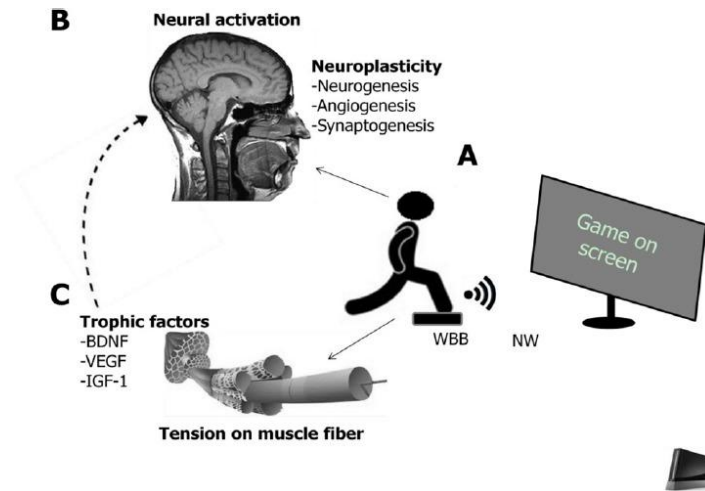 B
Neural activation
Neuroplasticity
-Neurogenesis
-Angiogenesis
-Synaptogenesis
A
Game on
screen
WBB
NW
C
Trophic factors
-BDNF
-VEGF
-IGF-1
Tension on muscle fiber